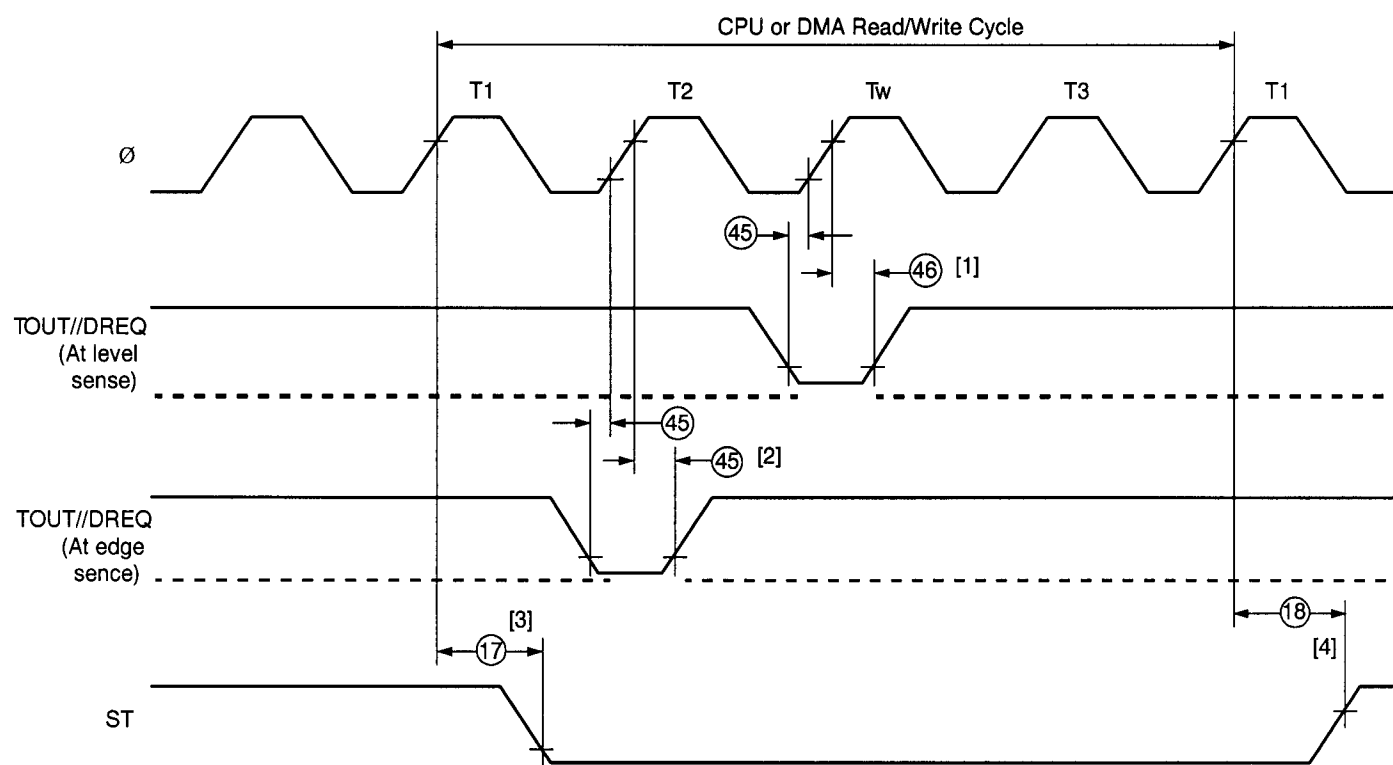 CPU or DMA Read/Write Cycle
T1 T2 Tw T3 T1
Ø
45
46 [1]
TOUT//DREQ
(At level
sense)
45
45 [2]
TOUT//DREQ
(At edge
sence)
[3]
17
18
[4]
ST